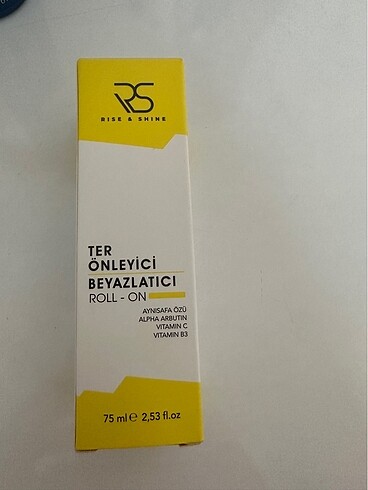 RS
RISE & SHINE
TER
ÖNLEYİCİ
BEYAZLATICI
ROLL - ON
AYNISAFA ÖZÜ
ALPHA ARBUTIN
VITAMIN C
VITAMIN B3
75 ml ℮ 2,53 fl.oz